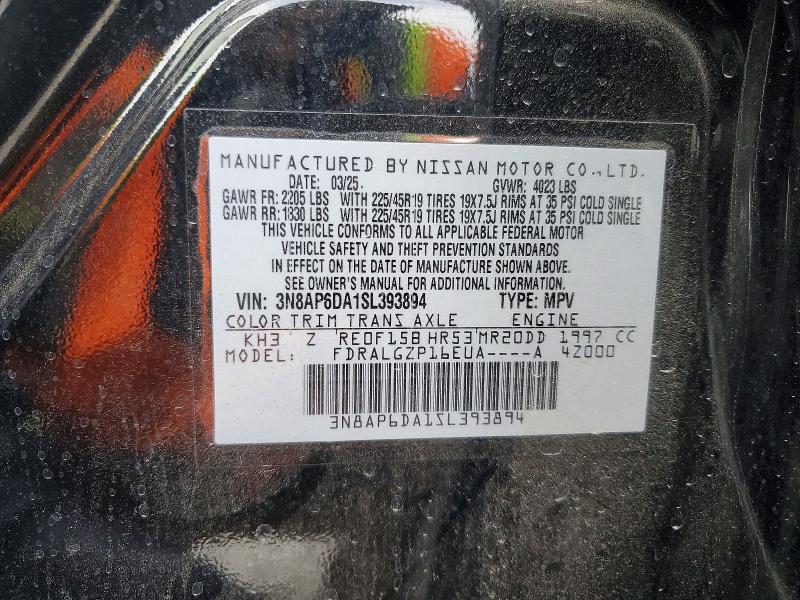 MANUFACTURED BY NISSAN MOTOR CO., LTD.
DATE: 03/25 GVWR: 4023 LBS
GAWR FR: 2205 LBS WITH 225/45R19 TIRES 19X7.5J RIMS AT 35 PSI COLD SINGLE
GAWR RR: 1830 LBS WITH 225/45R19 TIRES 19X7.5J RIMS AT 35 PSI COLD SINGLE
THIS VEHICLE CONFORMS TO ALL APPLICABLE FEDERAL MOTOR
VEHICLE SAFETY AND THEFT PREVENTION STANDARDS
IN EFFECT ON THE DATE OF MANUFACTURE SHOWN ABOVE.
SEE OWNER'S MANUAL FOR ADDITIONAL INFORMATION.
VIN: 3N8AP6DA1SL393894 TYPE: MPV
COLOR TRIM TRANS AXLE ENGINE
KH3 Z RE0F15B HR53 MR20DD 1997 CC
MODEL: FDRALGZP16EUA----A 4Z000
3N8AP6DA1SL393894